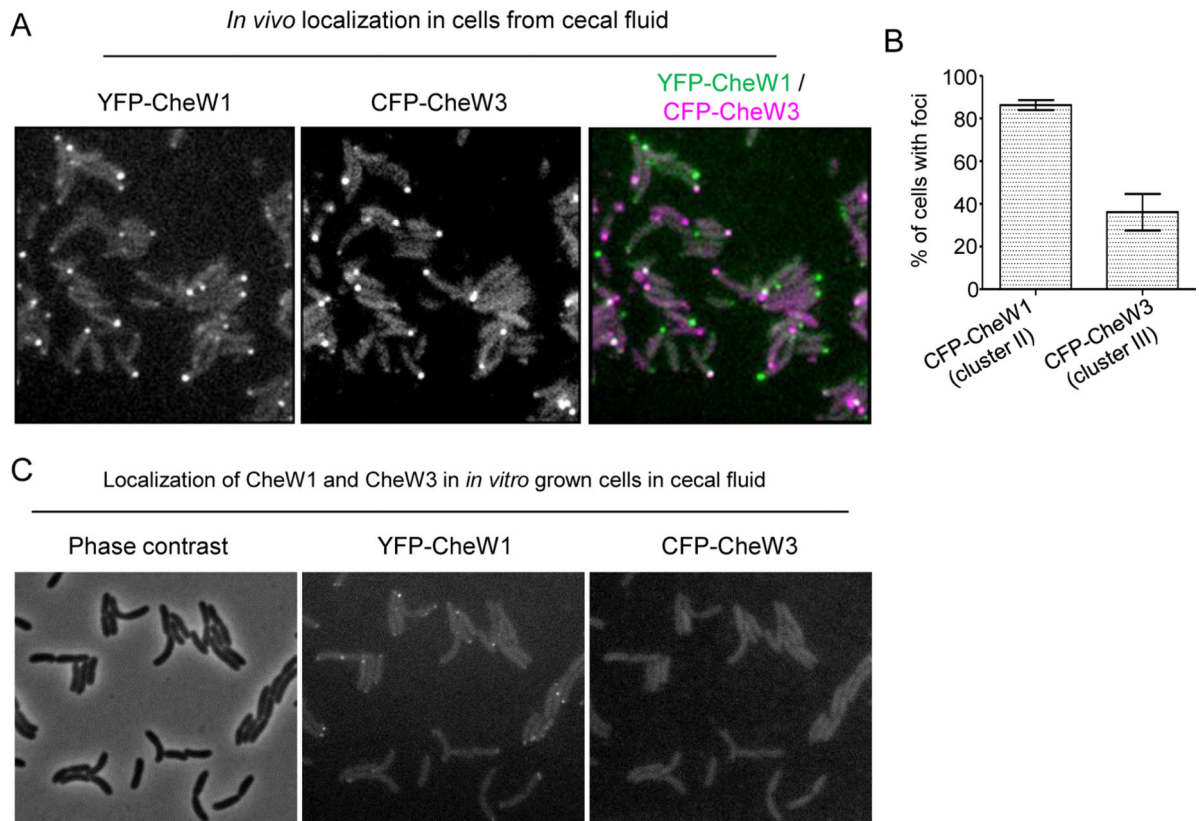 A
In vivo localization in cells from cecal fluid
YFP-CheW1
CFP-CheW3
YFP-CheW1 /
CFP-CheW3
B
% of cells with foci
100
80
60
40
20
0
CFP-CheW1
(cluster II)
CFP-CheW3
(cluster III)
C
Localization of CheW1 and CheW3 in in vitro grown cells in cecal fluid
Phase contrast
YFP-CheW1
CFP-CheW3